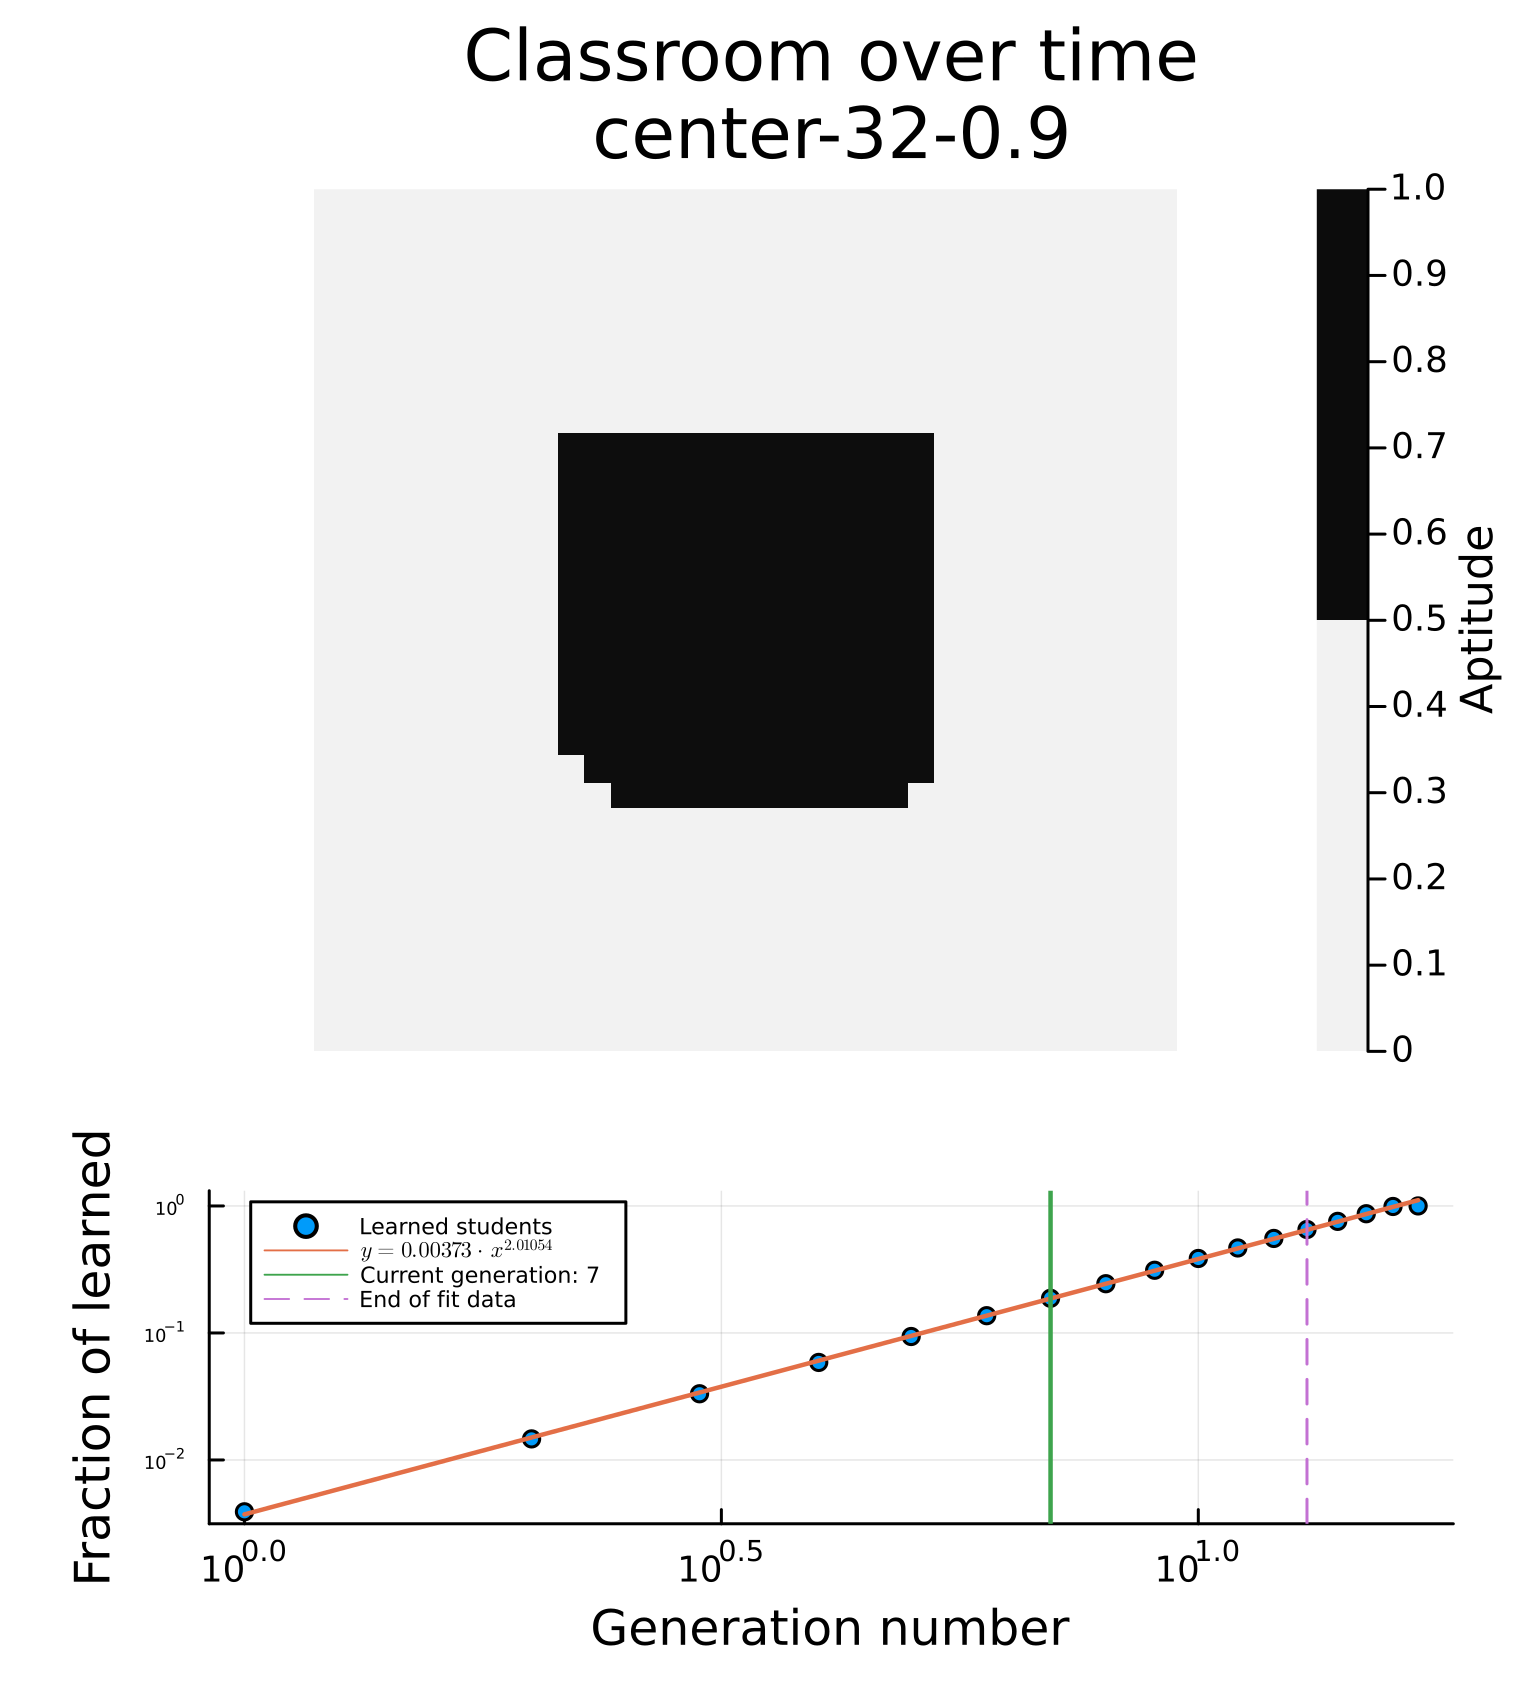 Classroom over time
center-32-0.9
1.0
0.9
0.8
0.7
0.6
0.5
0.4
0.3
0.2
0.1
0
Aptitude
Fraction of learned
10⁰
10⁻¹
10⁻²
Learned students
y = 0.00373 · x^2.01054
Current generation: 7
End of fit data
10^0.0
10^0.5
10^1.0
Generation number